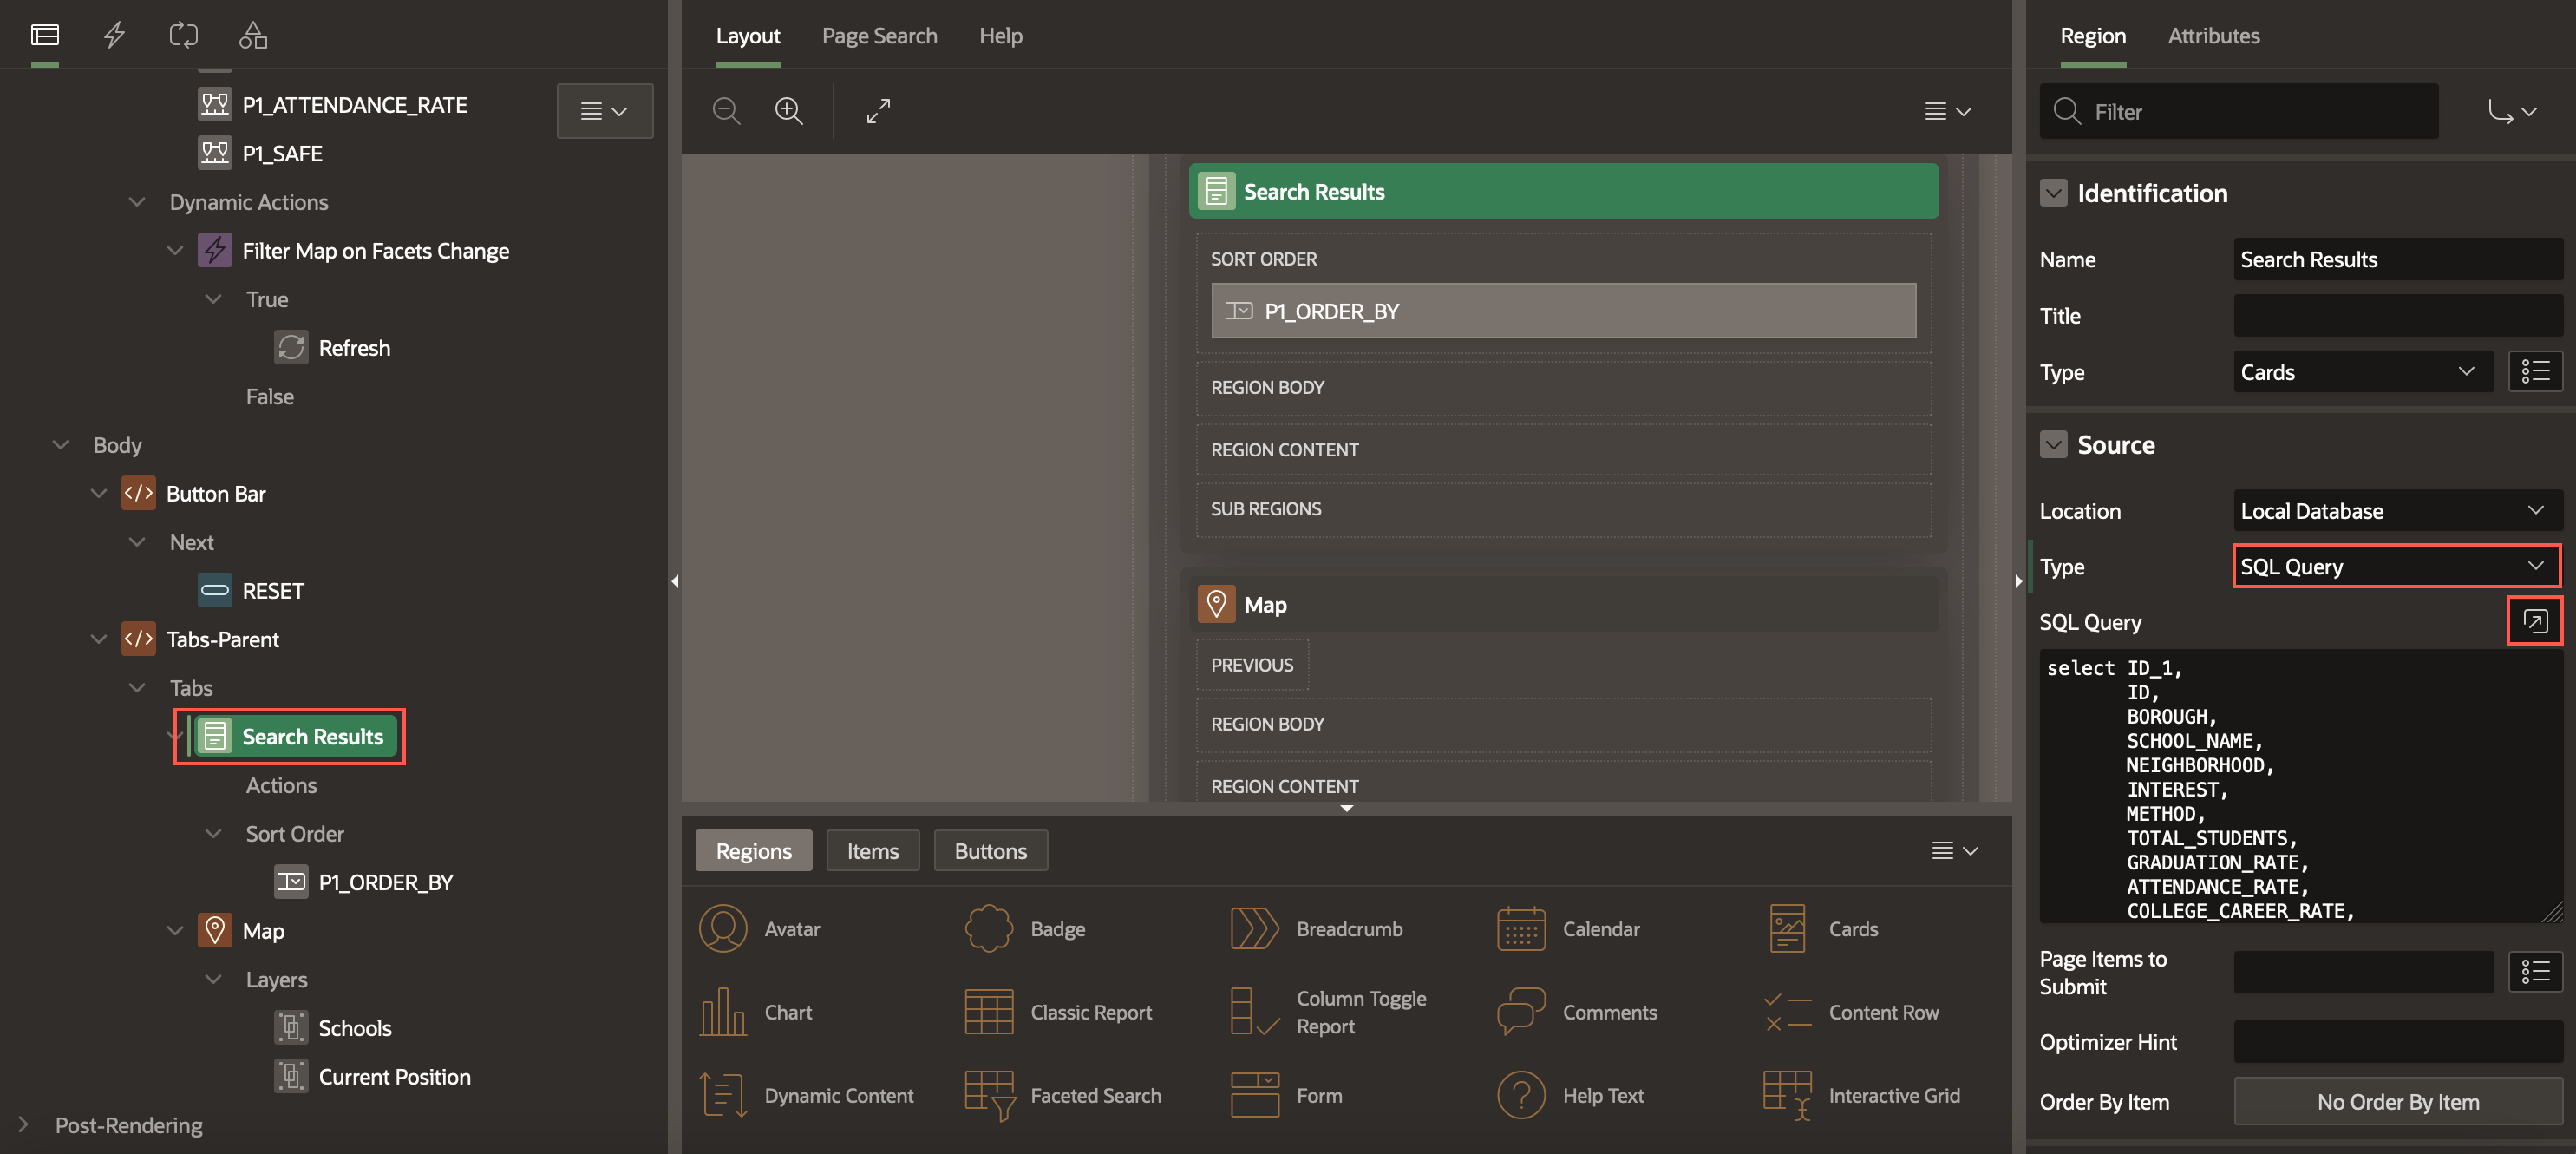 P1_ATTENDANCE_RATE
P1_SAFE
Dynamic Actions
Filter Map on Facets Change
True
Refresh
False
Body
Button Bar
Next
RESET
Tabs-Parent
Tabs
Search Results
Actions
Sort Order
P1_ORDER_BY
Map
Layers
Schools
Current Position
Post-Rendering
Layout Page Search Help
Search Results
SORT ORDER
P1_ORDER_BY
REGION BODY
REGION CONTENT
SUB REGIONS
Map
PREVIOUS
REGION BODY
REGION CONTENT
Regions Items Buttons
Avatar Badge Breadcrumb Calendar Cards
Chart Classic Report Column Toggle Report Comments Content Row
Dynamic Content Faceted Search Form Help Text Interactive Grid
Region Attributes
Filter
Identification
Name Search Results
Title
Type Cards
Source
Location Local Database
Type SQL Query
SQL Query
select ID_1,
ID,
BOROUGH,
SCHOOL_NAME,
NEIGHBORHOOD,
INTEREST,
METHOD,
TOTAL_STUDENTS,
GRADUATION_RATE,
ATTENDANCE_RATE,
COLLEGE_CAREER_RATE,
Page Items to
Submit
Optimizer Hint
Order By Item No Order By Item